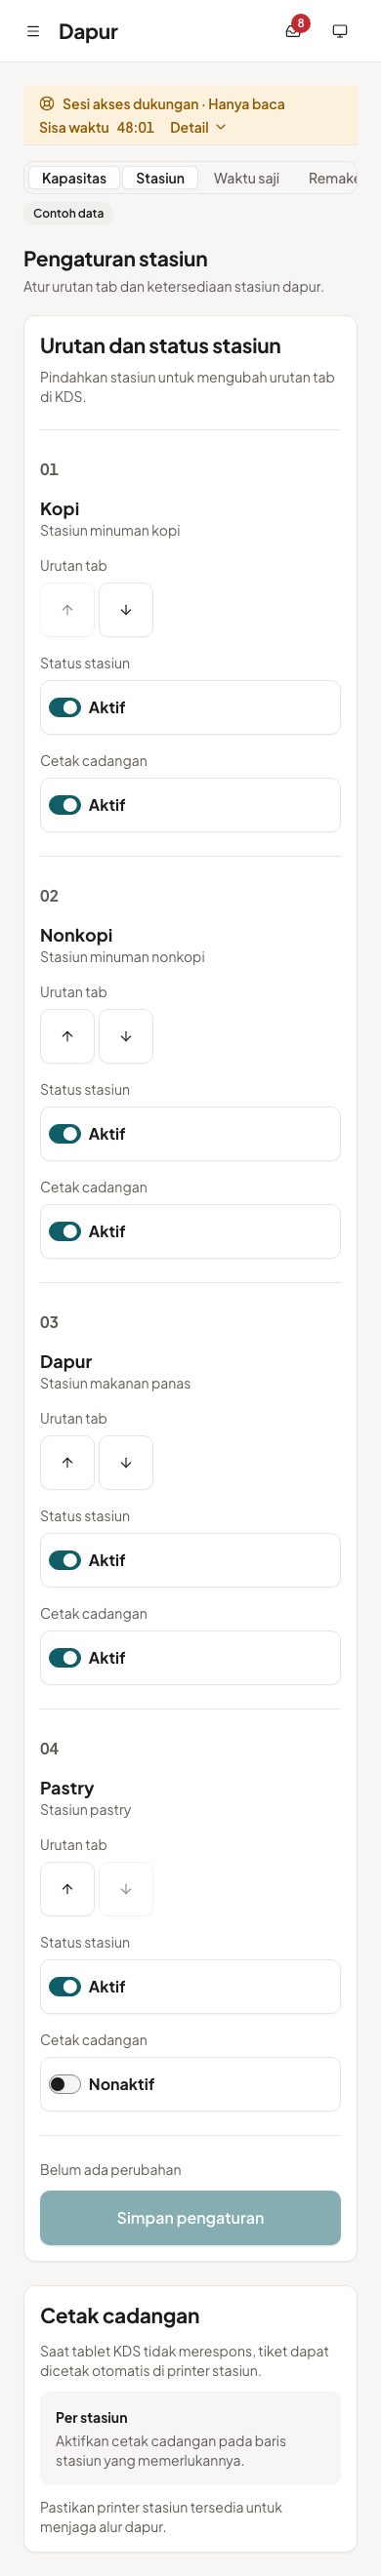 Dapur
8
Sesi akses dukungan · Hanya baca
Sisa waktu 48:01 Detail
Kapasitas Stasiun Waktu saji Remake
Contoh data
Pengaturan stasiun
Atur urutan tab dan ketersediaan stasiun dapur.
Urutan dan status stasiun
Pindahkan stasiun untuk mengubah urutan tab
di KDS.
01
Kopi
Stasiun minuman kopi
Urutan tab
Status stasiun
Aktif
Cetak cadangan
Aktif
02
Nonkopi
Stasiun minuman nonkopi
Urutan tab
Status stasiun
Aktif
Cetak cadangan
Aktif
03
Dapur
Stasiun makanan panas
Urutan tab
Status stasiun
Aktif
Cetak cadangan
Aktif
04
Pastry
Stasiun pastry
Urutan tab
Status stasiun
Aktif
Cetak cadangan
Nonaktif
Belum ada perubahan
Simpan pengaturan
Cetak cadangan
Saat tablet KDS tidak merespons, tiket dapat
dicetak otomatis di printer stasiun.
Per stasiun
Aktifkan cetak cadangan pada baris
stasiun yang memerlukannya.
Pastikan printer stasiun tersedia untuk
menjaga alur dapur.